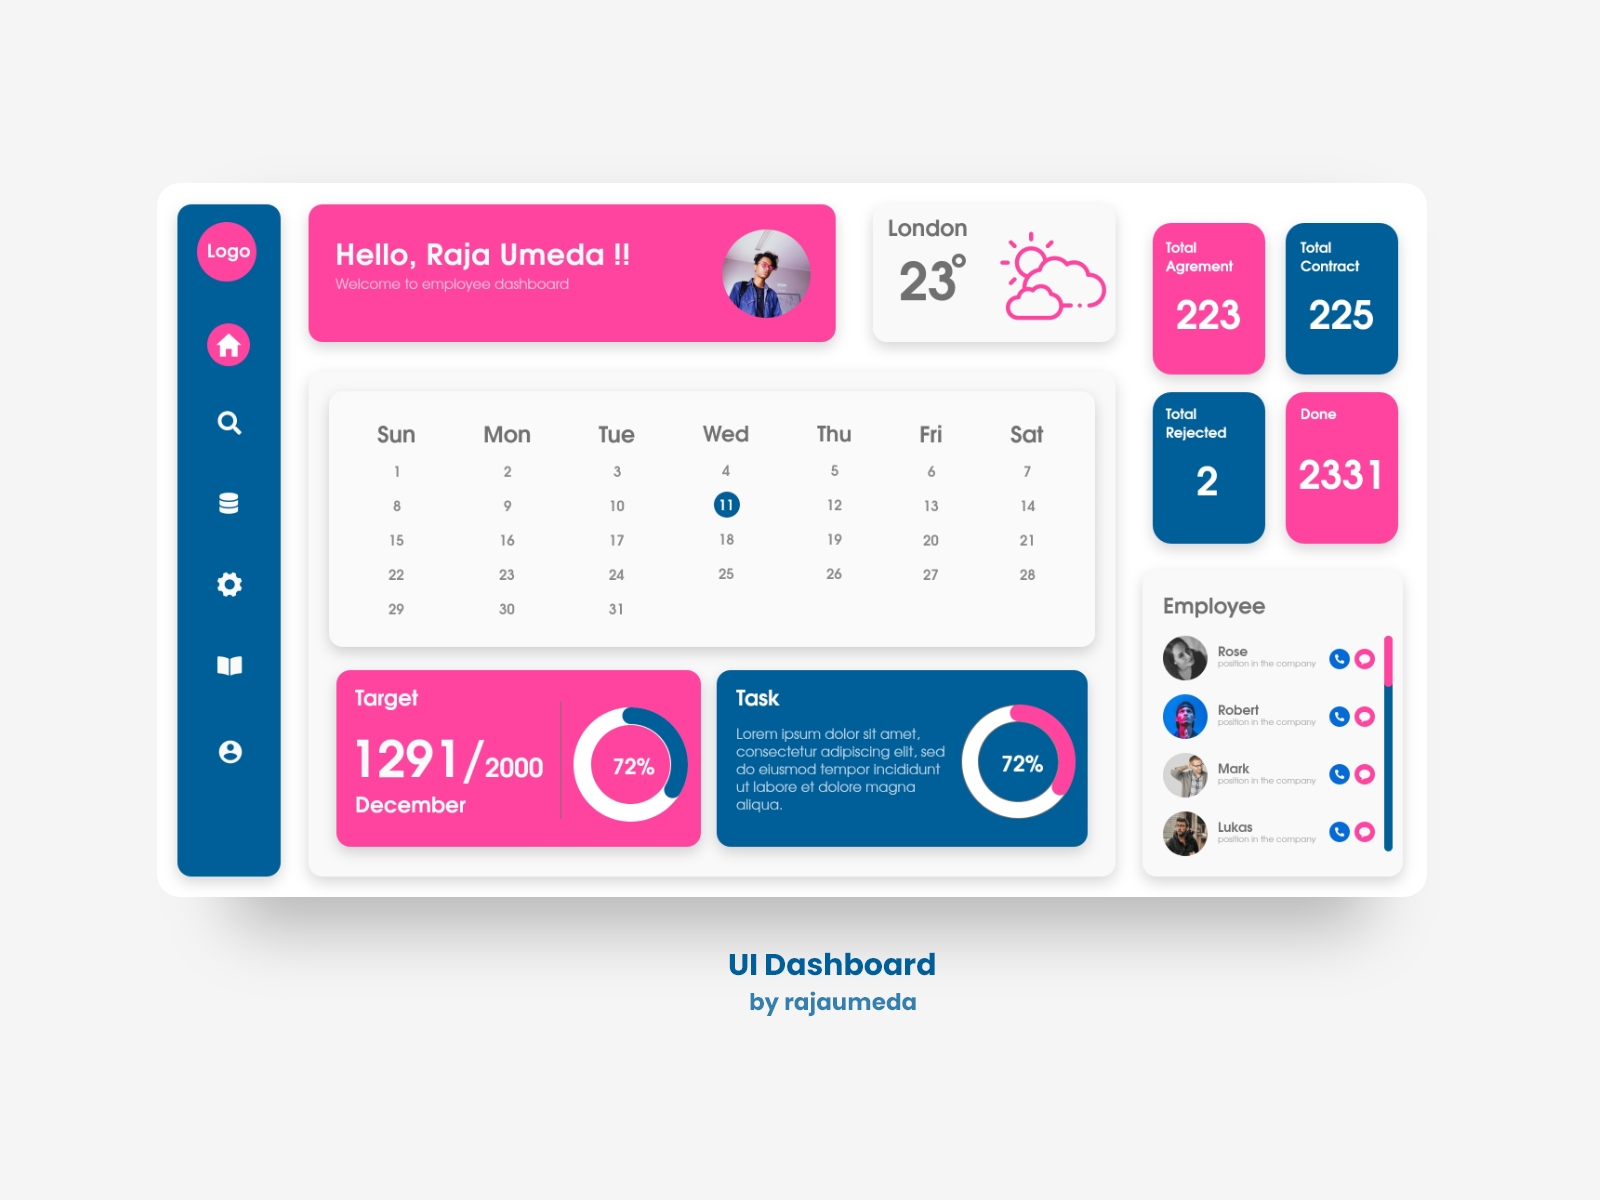 Logo
Hello, Raja Umeda !!
Welcome to employee dashboard
London
23°
Total
Agrement
223
Total
Contract
225
Total
Rejected
2
Done
2331
Sun Mon Tue Wed Thu Fri Sat
1 2 3 4 5 6 7
8 9 10 11 12 13 14
15 16 17 18 19 20 21
22 23 24 25 26 27 28
29 30 31
Target
1291/2000
December
72%
Task
Lorem ipsum dolor sit amet,
consectetur adipiscing elit, sed
do eiusmod tempor incididunt
ut labore et dolore magna
aliqua.
72%
Employee
Rose
position in the company
Robert
position in the company
Mark
position in the company
Lukas
position in the company
UI Dashboard
by rajaumeda